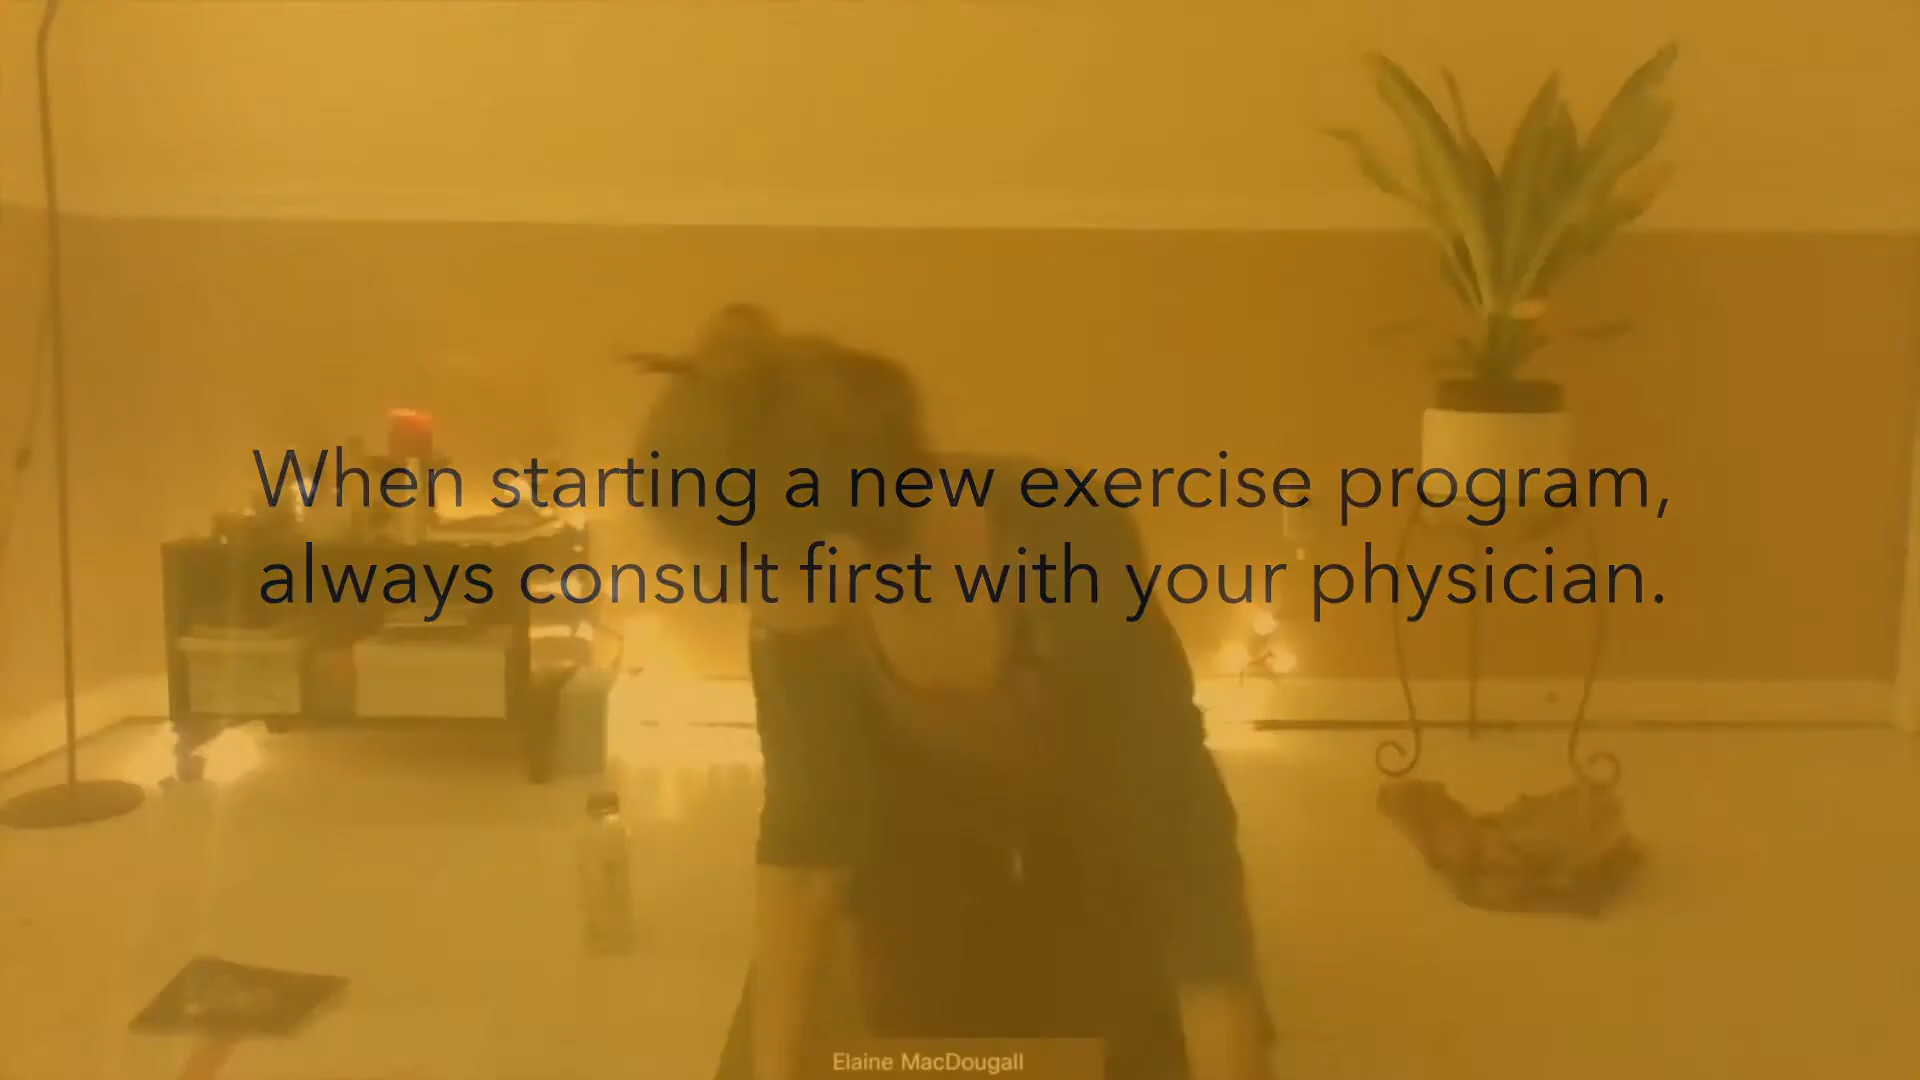 When starting a new exercise program,
always consult first with your physician.
Elaine MacDougall